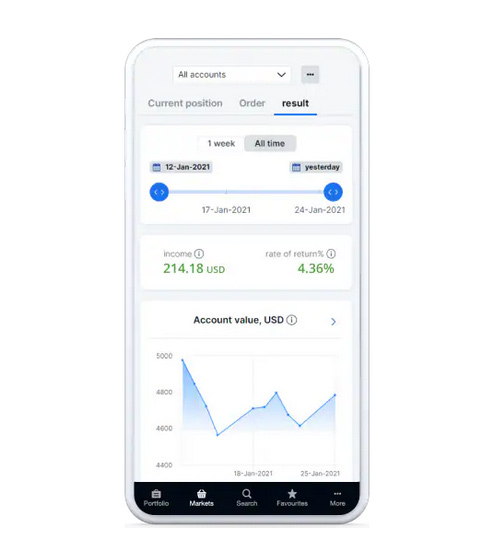 All accounts
Current position Order result
1 week All time
12-Jan-2021 yesterday
17-Jan-2021 24-Jan-2021
income rate of return%
214.18 USD 4.36%
Account value, USD
5000
4800
4600
4400
18-Jan-2021 25-Jan-2021
Portfolio Markets Search Favourites More